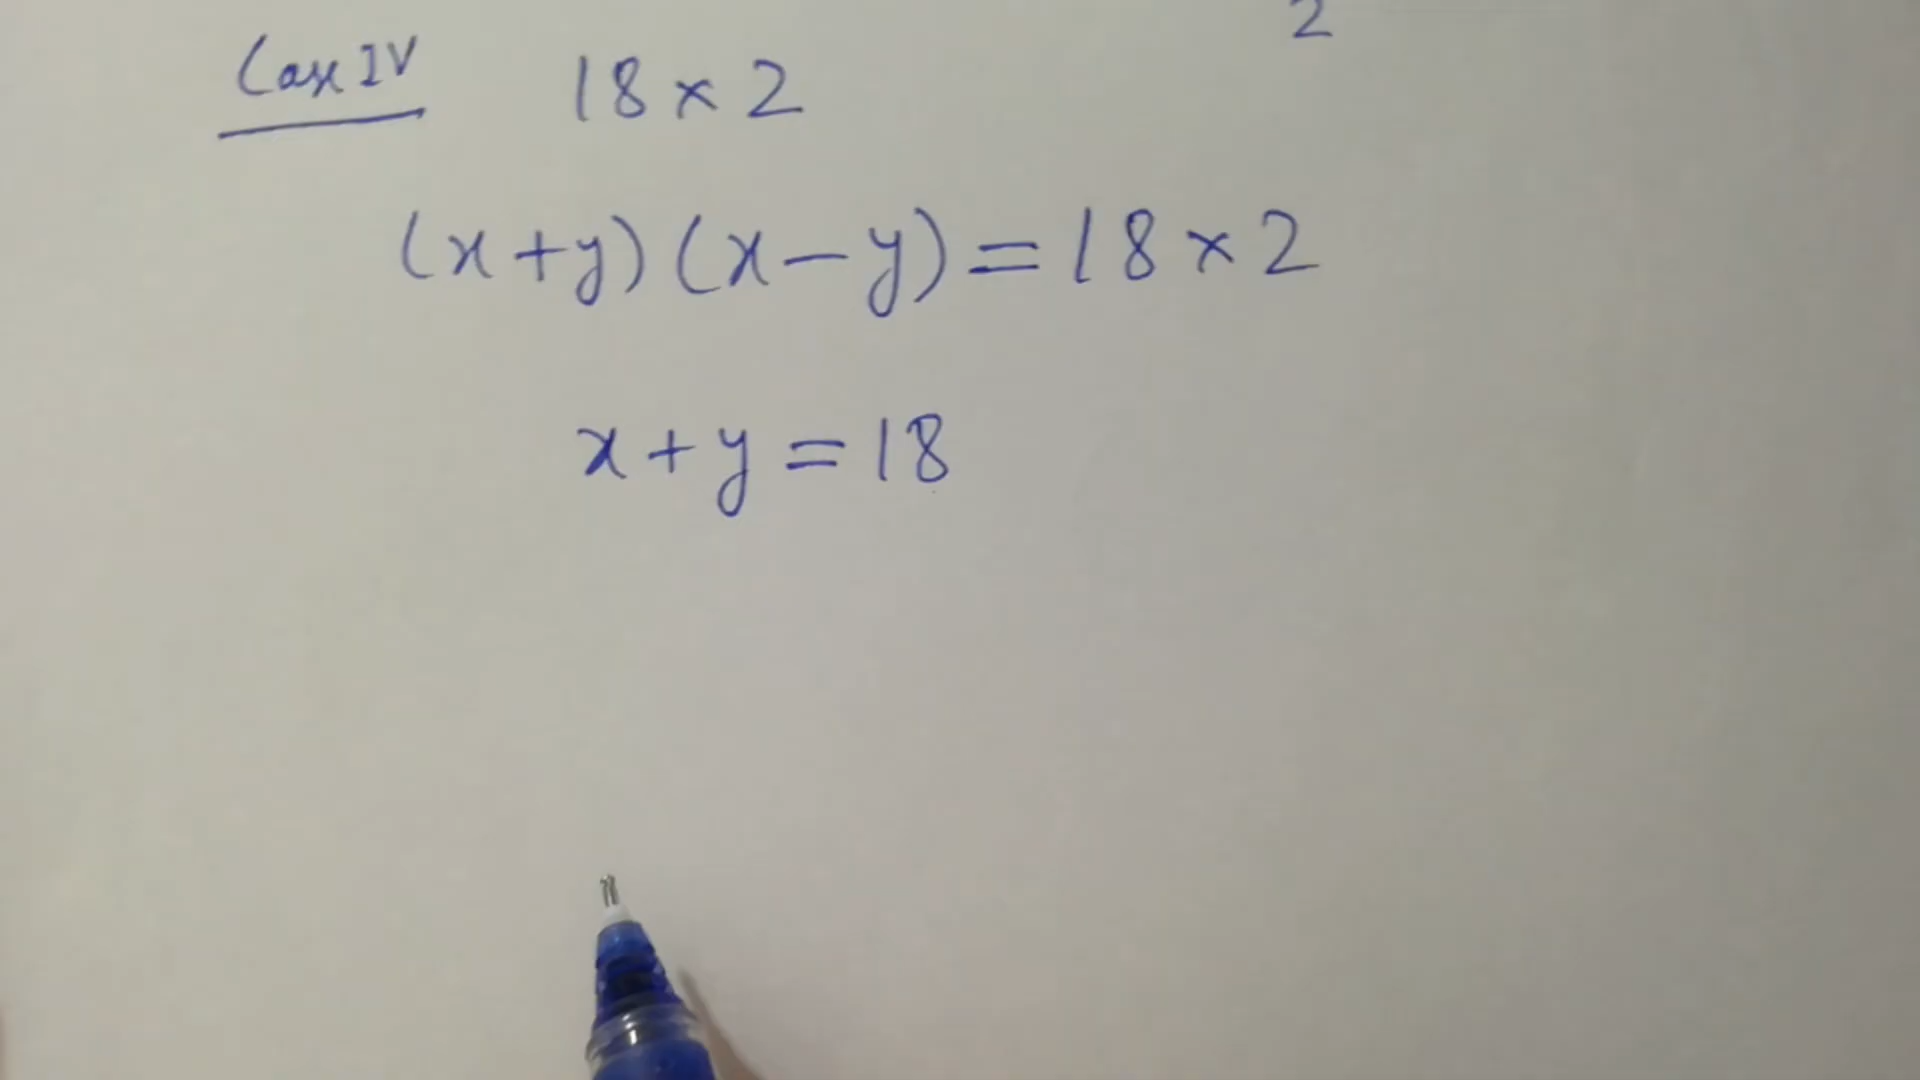 2
Case IV 18 × 2
(x + y) (x - y) = 18 × 2
x + y = 18